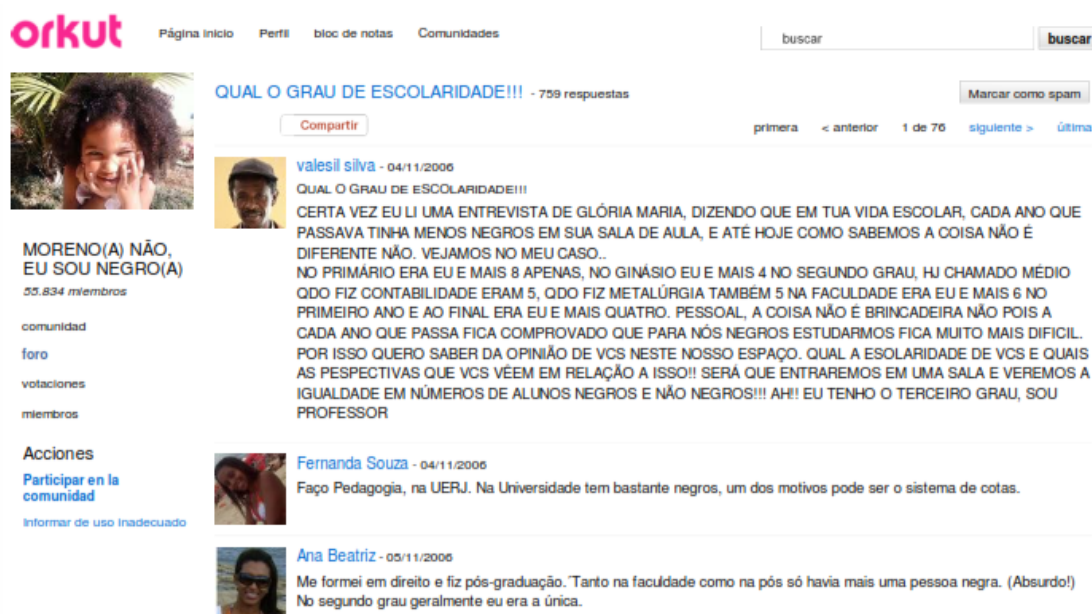 orkut
Página inicio Perfil bloc de notas Comunidades
buscar
buscar
QUAL O GRAU DE ESCOLARIDADE!!! - 759 respuestas
Marcar como spam
Compartir
primera < anterior 1 de 76 siguiente > última
valesil silva - 04/11/2006
QUAL O GRAU DE eSCOLARIDADE!!!
CERTA VEZ EU LI UMA ENTREVISTA DE GLÓRIA MARIA, DIZENDO QUE EM TUA VIDA ESCOLAR, CADA ANO QUE
PASSAVA TINHA MENOS NEGROS EM SUA SALA DE AULA, E ATÉ HOJE COMO SABEMOS A COISA NÃO É
DIFERENTE NÃO. VEJAMOS NO MEU CASO..
NO PRIMÁRIO ERA EU E MAIS 8 APENAS, NO GINÁSIO EU E MAIS 4 NO SEGUNDO GRAU, HJ CHAMADO MÉDIO
QDO FIZ CONTABILIDADE ERAM 5, QDO FIZ METALÚRGIA TAMBÉM 5 NA FACULDADE ERA EU E MAIS 6 NO
PRIMEIRO ANO E AO FINAL ERA EU E MAIS QUATRO. PESSOAL, A COISA NÃO É BRINCADEIRA NÃO POIS A
CADA ANO QUE PASSA FICA COMPROVADO QUE PARA NÓS NEGROS ESTUDARMOS FICA MUITO MAIS DIFICIL.
POR ISSO QUERO SABER DA OPINIÃO DE VCS NESTE NOSSO ESPAÇO. QUAL A ESOLARIDADE DE VCS E QUAIS
AS PESPECTIVAS QUE VCS VÊEM EM RELAÇÃO A ISSO!! SERÁ QUE ENTRAREMOS EM UMA SALA E VEREMOS A
IGUALDADE EM NÚMEROS DE ALUNOS NEGROS E NÃO NEGROS!!! AH!! EU TENHO O TERCEIRO GRAU, SOU
PROFESSOR
MORENO(A) NÃO,
EU SOU NEGRO(A)
55.834 miembros
comunidad
foro
votaciones
miembros
Acciones
Participar en la
comunidad
Informar de uso inadecuado
Fernanda Souza - 04/11/2006
Faço Pedagogia, na UERJ. Na Universidade tem bastante negros, um dos motivos pode ser o sistema de cotas.
Ana Beatriz - 05/11/2006
Me formei em direito e fiz pós-graduação.´Tanto na faculdade como na pós só havia mais uma pessoa negra. (Absurdo!)
No segundo grau geralmente eu era a única.